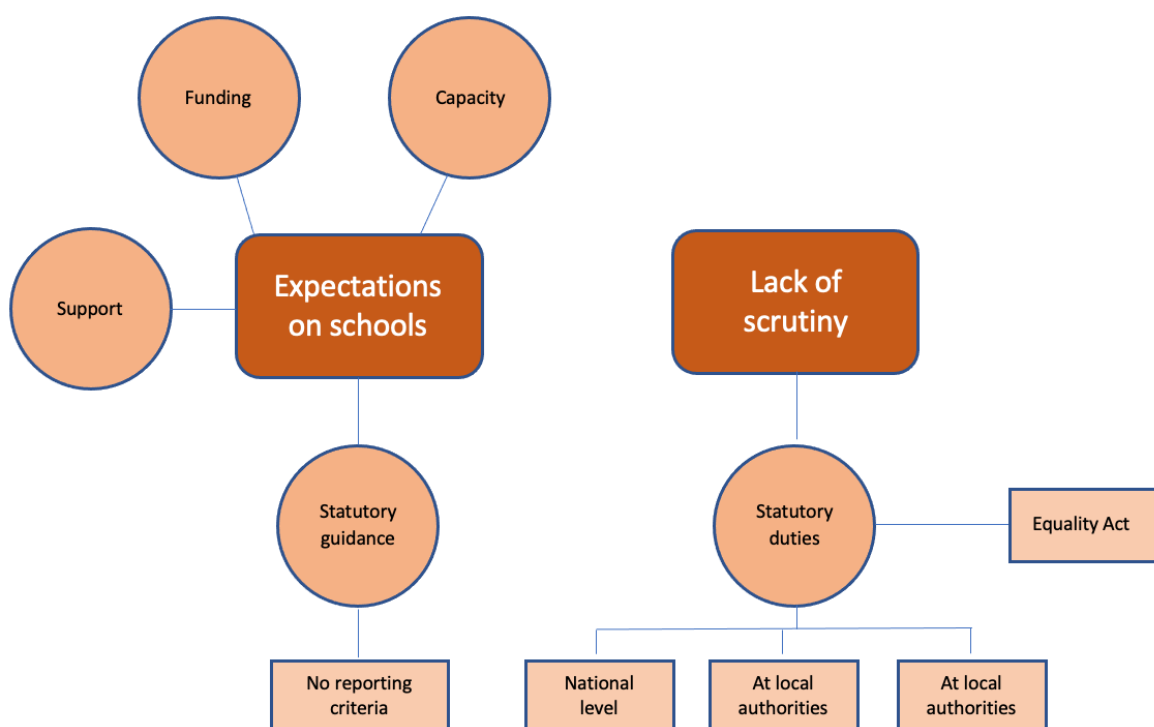 Funding
Capacity
Support
Expectations
on schools
Lack of
scrutiny
Statutory
guidance
Statutory
duties
Equality Act
No reporting
criteria
National
level
At local
authorities
At local
authorities